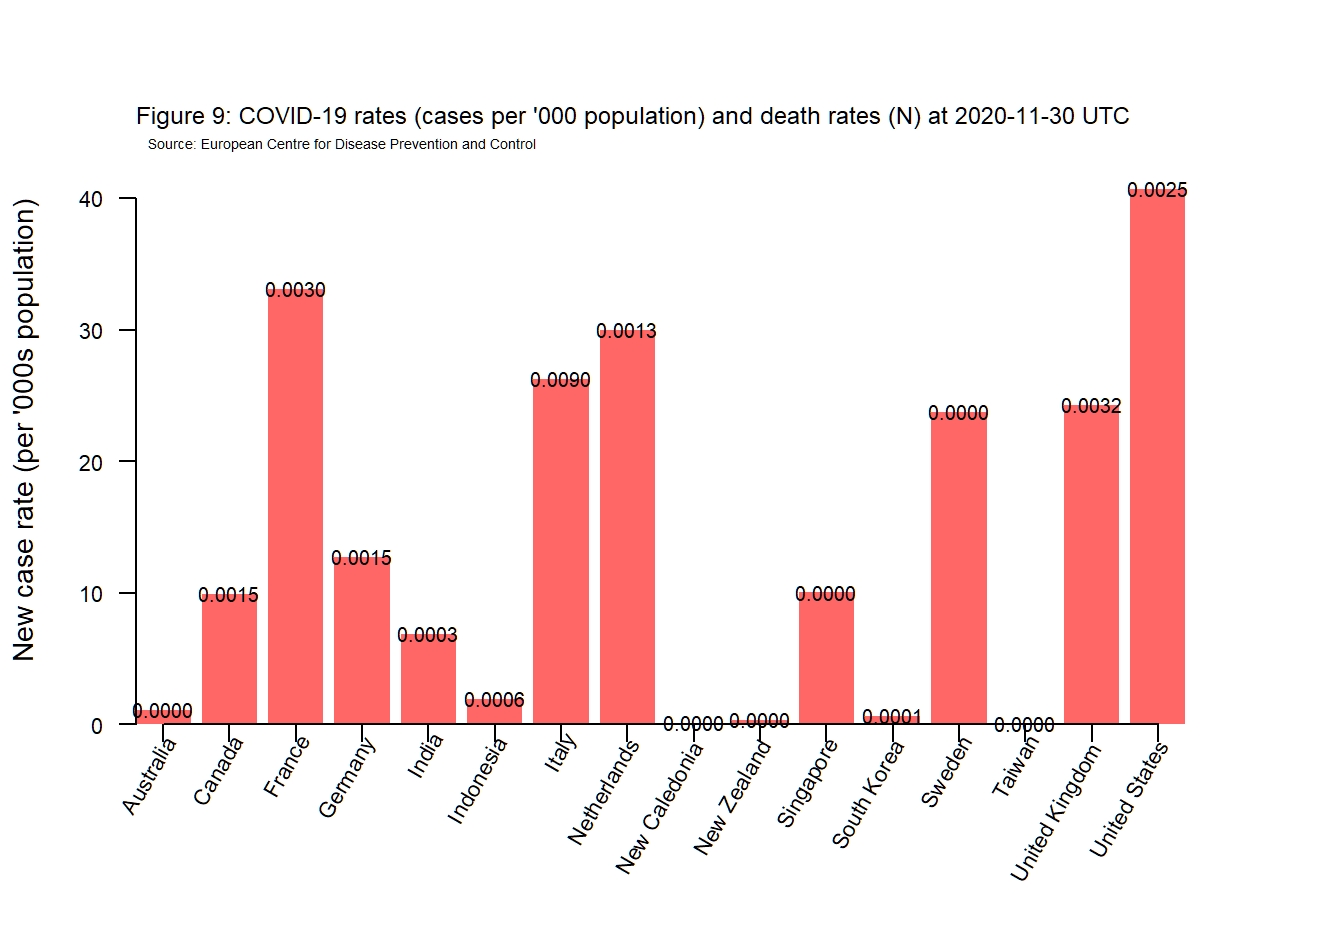 Figure 9: COVID-19 rates (cases per '000 population) and death rates (N) at 2020-11-30 UTC
Source: European Centre for Disease Prevention and Control
New case rate (per '000s population)
40
30
20
10
0
0.0000
0.0015
0.0030
0.0015
0.0003
0.0006
0.0090
0.0013
0.0000
0.0000
0.0000
0.0001
0.0000
0.0000
0.0032
0.0025
Australia
Canada
France
Germany
India
Indonesia
Italy
Netherlands
New Caledonia
New Zealand
Singapore
South Korea
Sweden
Taiwan
United Kingdom
United States